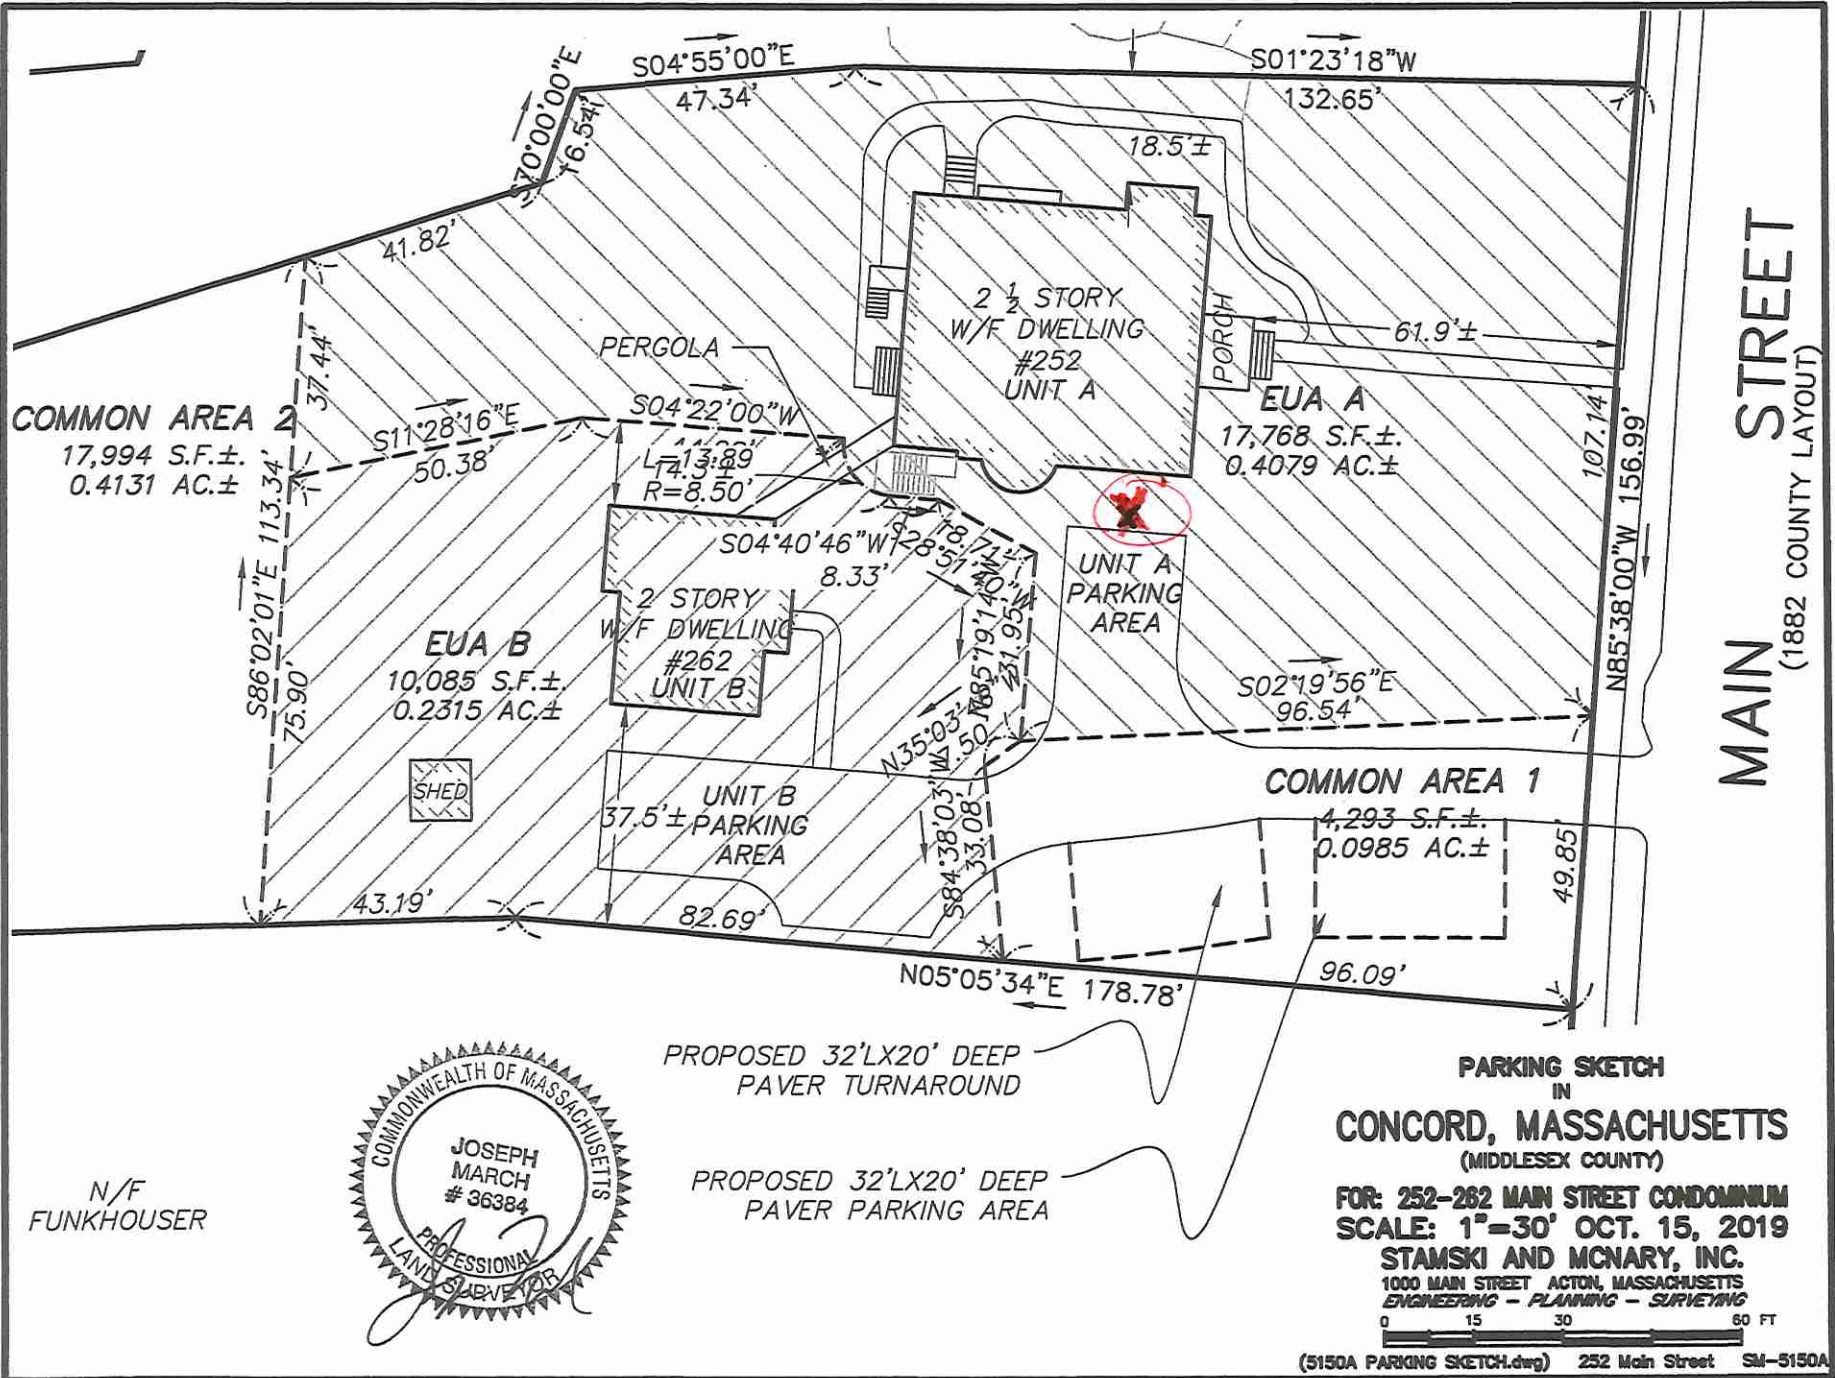 S04°55'00"E
47.34'
S01°23'18"W
132.65'
S70°00'00"E
16.54'
18.5'±
41.82'
2 ½ STORY
W/F DWELLING
#252
UNIT A
PORCH
61.9'±
PERGOLA
37.44'
COMMON AREA 2
17,994 S.F.±.
0.4131 AC.±
S11°28'16"E
50.38'
S04°22'00"W
L=13.89'
14.3'±
R=8.50'
EUA A
17,768 S.F.±.
0.4079 AC.±
107.14'
N85°38'00"W 156.99'
MAIN STREET
(1882 COUNTY LAYOUT)
S86°02'01"E 113.34'
75.90'
S04°40'46"W
8.33'
18.71'
S28°51'40"W
N85°19'14"W
31.95'
UNIT A
PARKING
AREA
2 STORY
W/F DWELLING
#262
UNIT B
EUA B
10,085 S.F.±.
0.2315 AC.±
S02°19'56"E
96.54'
SHED
37.5'±
UNIT B
PARKING
AREA
S84°38'03"W
33.08'
COMMON AREA 1
4,293 S.F.±.
0.0985 AC.±
49.85'
43.19'
82.69'
N05°05'34"E 178.78'
96.09'
PROPOSED 32'LX20' DEEP
PAVER TURNAROUND
PROPOSED 32'LX20' DEEP
PAVER PARKING AREA
N/F
FUNKHOUSER
COMMONWEALTH OF MASSACHUSETTS
JOSEPH
MARCH
# 36384
PROFESSIONAL
LAND SURVEYOR
PARKING SKETCH
IN
CONCORD, MASSACHUSETTS
(MIDDLESEX COUNTY)
FOR: 252-262 MAIN STREET CONDOMINIUM
SCALE: 1"=30' OCT. 15, 2019
STAMSKI AND MCNARY, INC.
1000 MAIN STREET ACTON, MASSACHUSETTS
ENGINEERING - PLANNING - SURVEYING
0 15 30 60 FT
(5150A PARKING SKETCH.dwg) 252 Main Street SM-5150A